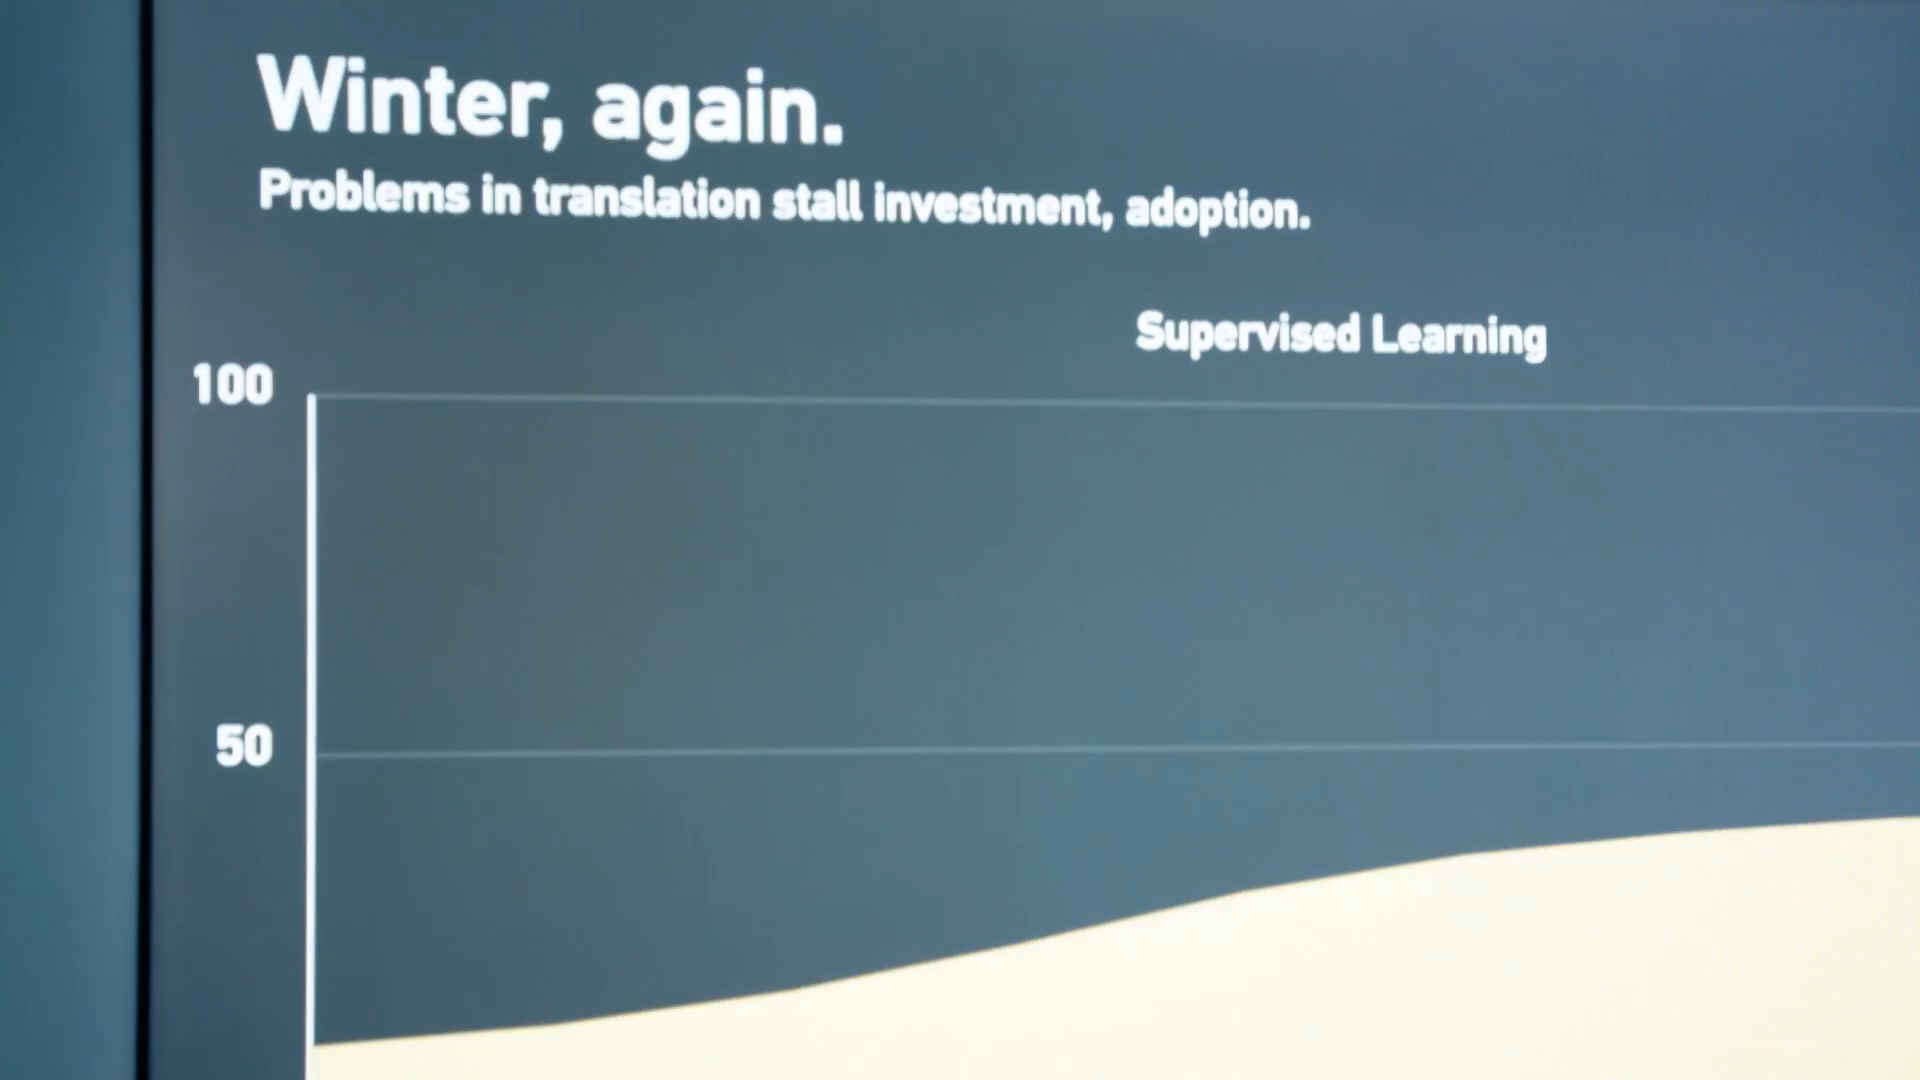 Winter, again.
Problems in translation stall investment, adoption.
Supervised Learning
100
50